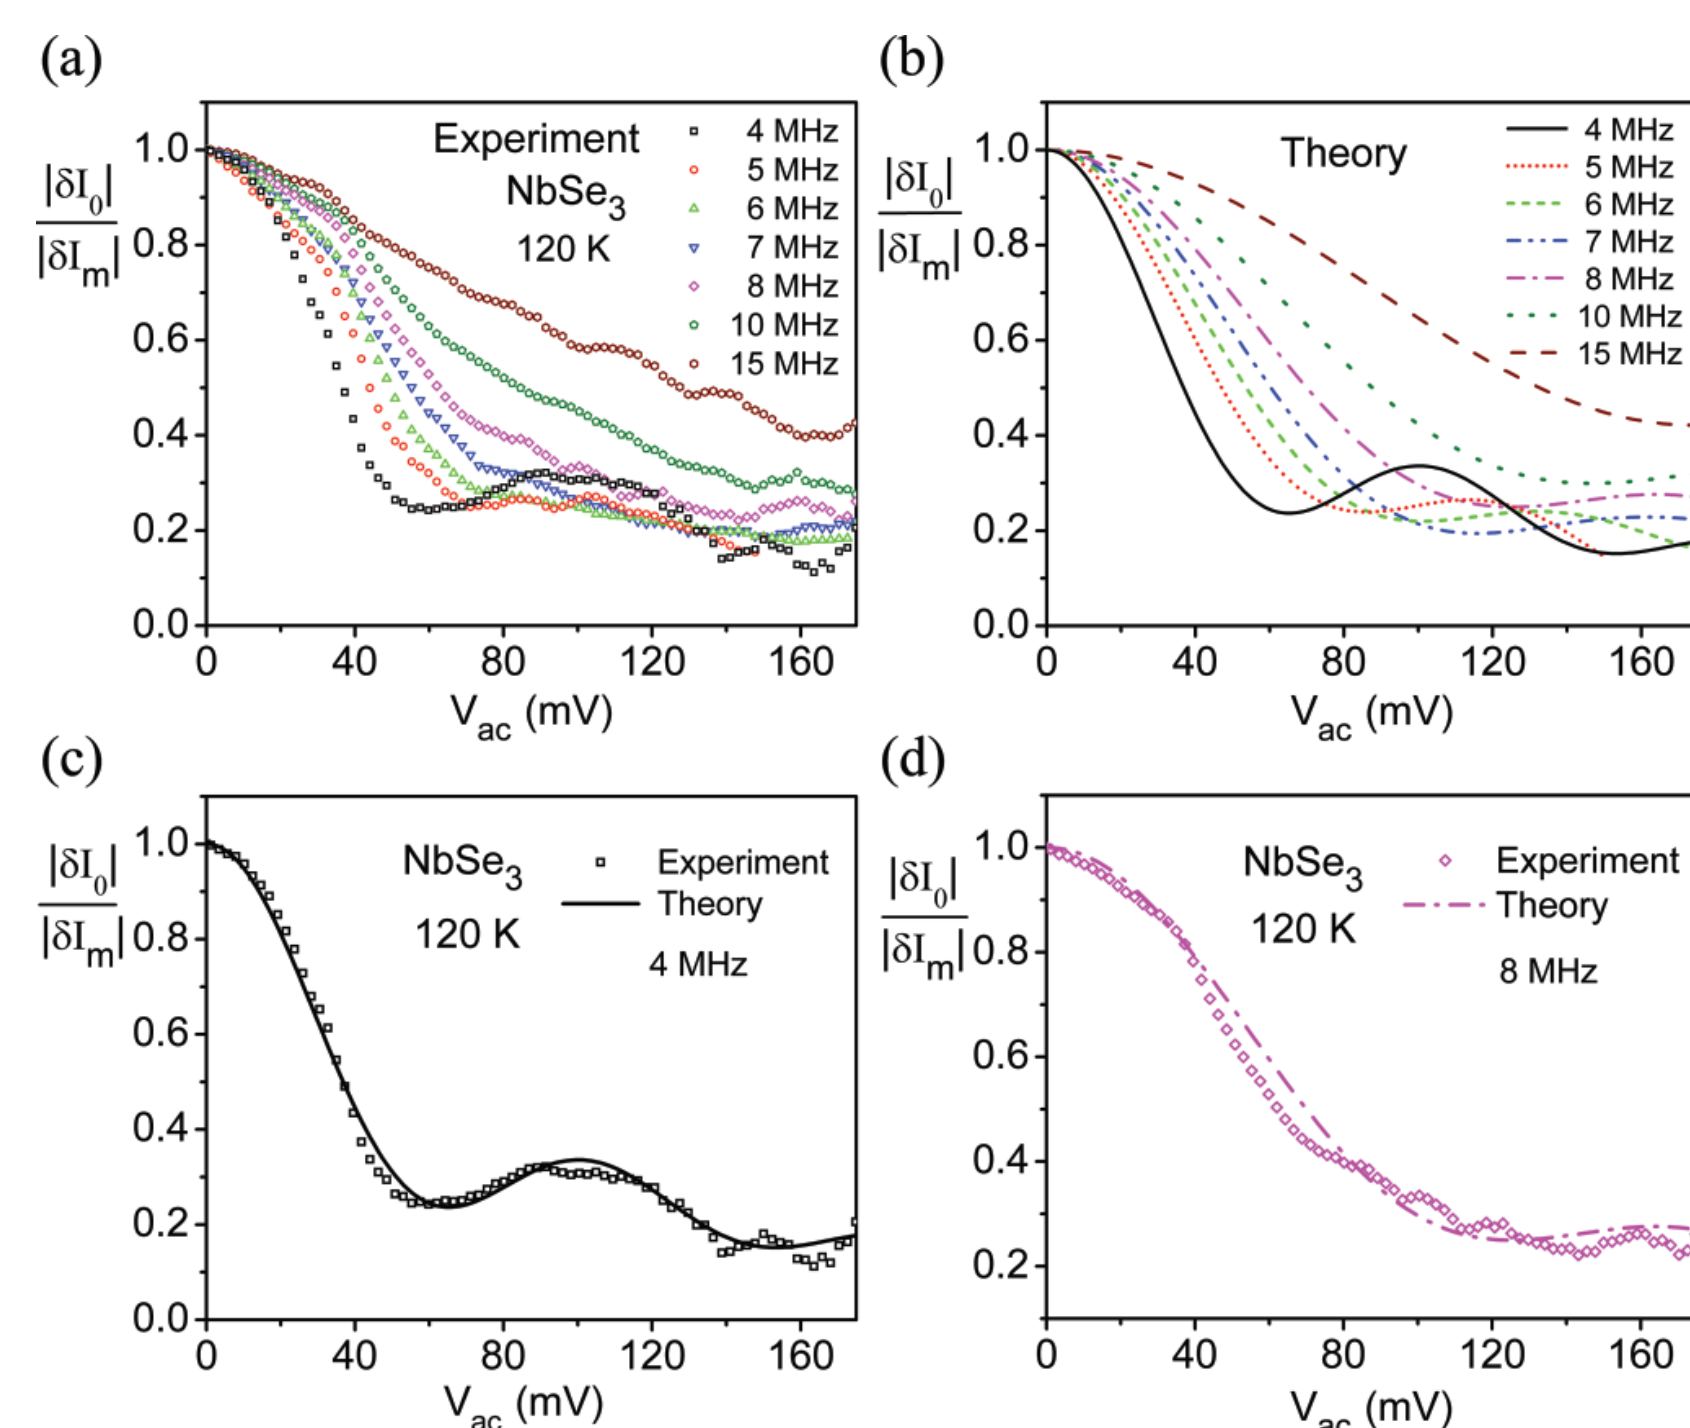 (a)
|δI0|
|δIm|
1.0
0.8
0.6
0.4
0.2
0.0
0 40 80 120 160
Vac (mV)
Experiment
NbSe3
120 K
4 MHz
5 MHz
6 MHz
7 MHz
8 MHz
10 MHz
15 MHz
(b)
|δI0|
|δIm|
1.0
0.8
0.6
0.4
0.2
0.0
0 40 80 120 160
Vac (mV)
Theory
4 MHz
5 MHz
6 MHz
7 MHz
8 MHz
10 MHz
15 MHz
(c)
|δI0|
|δIm|
1.0
0.8
0.6
0.4
0.2
0.0
0 40 80 120 160
Vac (mV)
NbSe3
120 K
Experiment
Theory
4 MHz
(d)
|δI0|
|δIm|
1.0
0.8
0.6
0.4
0.2
0 40 80 120 160
Vac (mV)
NbSe3
120 K
Experiment
Theory
8 MHz